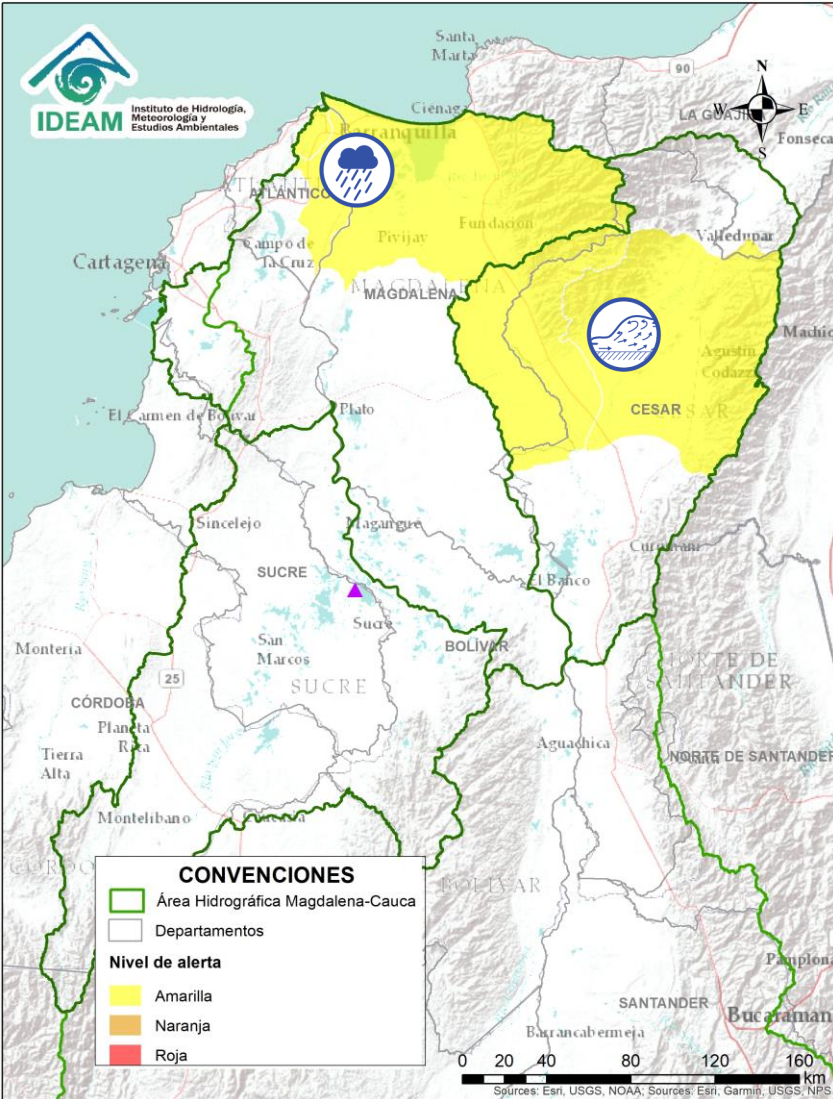 IDEAM
Instituto de Hidrología,
Meteorología y
Estudios Ambientales
Santa
Marta
90
N
W
E
S
Ciénaga
LA GUAJI
Fonseca
Barranquilla
ATLÁNTICO
Fundación
Pivijay
Valledupar
Campo de
la Cruz
Cartagena
MAGDALENA
MAGDALENA
Agustín
Codazzi
CESAR
CESAR
El Carmen de Bolívar
Plato
Sincelejo
Magangué
SUCRE
El Banco
Sucre
San
Marcos
BOLÍVAR
Montería
SUCRE
NORTE DE
SANTANDER
25
CÓRDOBA
Planeta
Rica
Aguachica
NORTE DE SANTANDER
Tierra
Alta
Montelíbano
BOLÍVAR
CONVENCIONES
Área Hidrográfica Magdalena-Cauca
Departamentos
Nivel de alerta
Amarilla
Naranja
Roja
Pamplona
SANTANDER
Bucaraman
Barrancabermeja
0 20 40 80 120 160
km
Sources: Esri, USGS, NOAA; Sources: Esri, Garmin, USGS, NPS